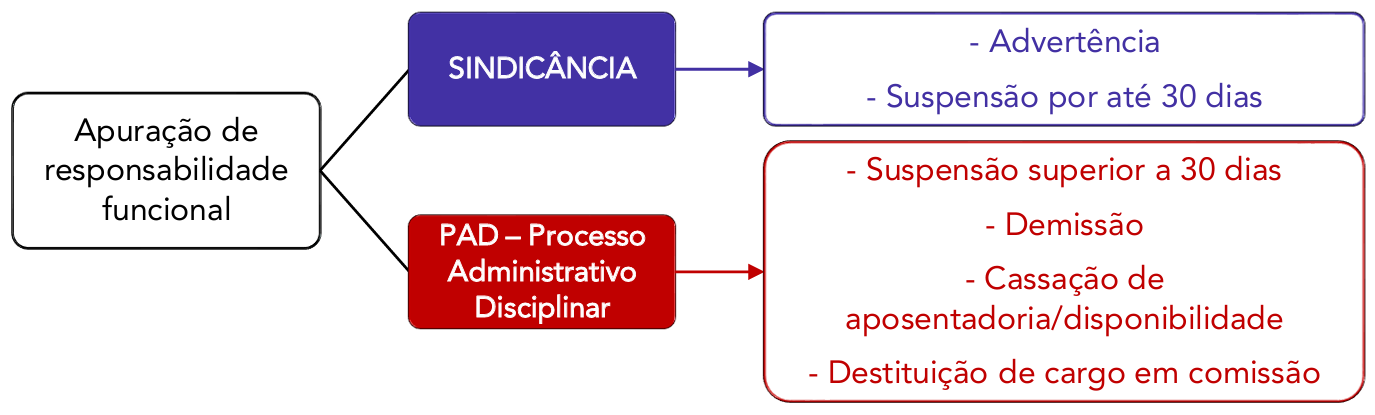 Apuração de
responsabilidade
funcional
SINDICÂNCIA
- Advertência
- Suspensão por até 30 dias
PAD – Processo
Administrativo
Disciplinar
- Suspensão superior a 30 dias
- Demissão
- Cassação de
aposentadoria/disponibilidade
- Destituição de cargo em comissão